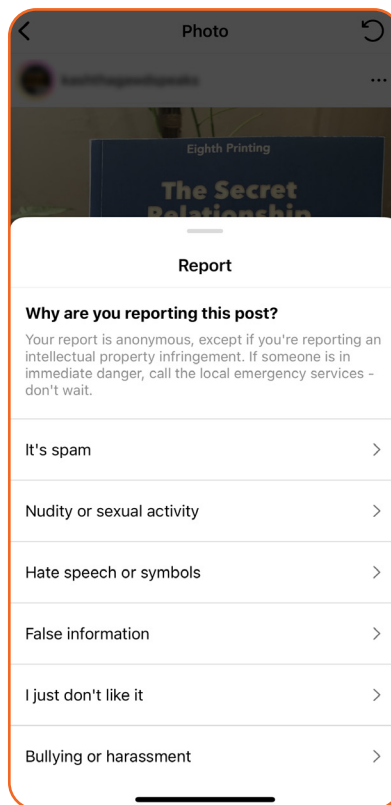 Photo
Eighth Printing
The Secret
Relationship
Report
Why are you reporting this post?
Your report is anonymous, except if you're reporting an
intellectual property infringement. If someone is in
immediate danger, call the local emergency services -
don't wait.
It's spam
Nudity or sexual activity
Hate speech or symbols
False information
I just don't like it
Bullying or harassment